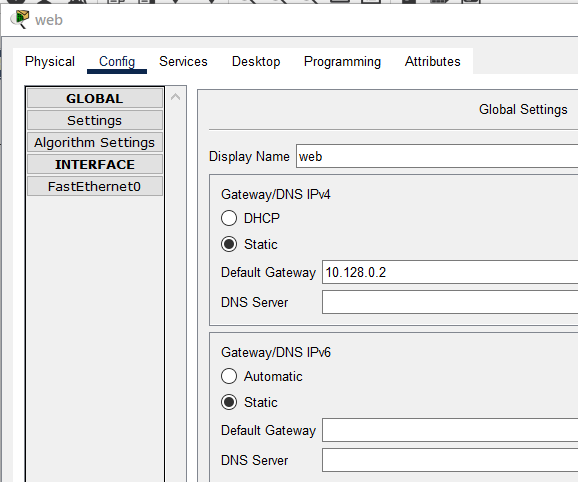 web
Physical Config Services Desktop Programming Attributes
GLOBAL
Settings
Algorithm Settings
INTERFACE
FastEthernet0
Global Settings
Display Name web
Gateway/DNS IPv4
DHCP
Static
Default Gateway 10.128.0.2
DNS Server
Gateway/DNS IPv6
Automatic
Static
Default Gateway
DNS Server